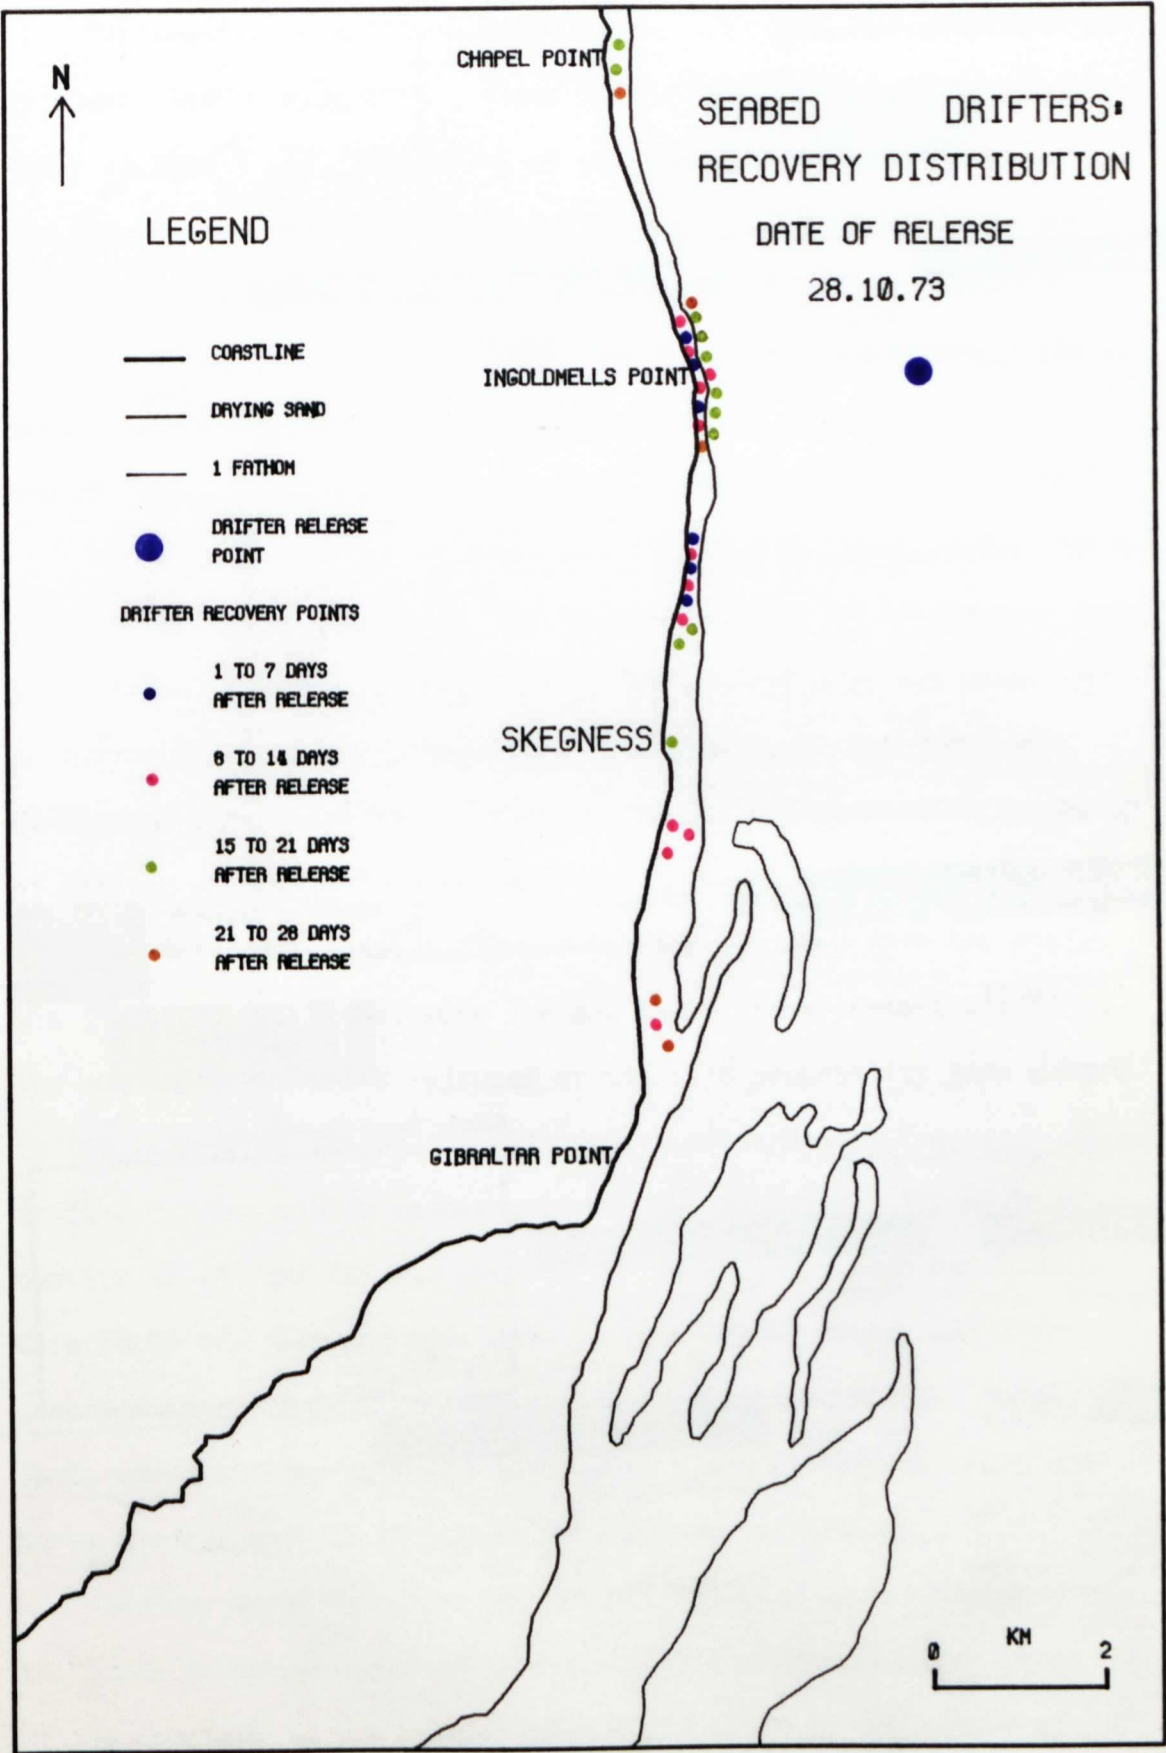 CHAPEL POINT
N
SEABED DRIFTERS:
RECOVERY DISTRIBUTION
DATE OF RELEASE
28.10.73
LEGEND
COASTLINE
DRYING SAND
1 FATHOM
DRIFTER RELEASE
POINT
DRIFTER RECOVERY POINTS
1 TO 7 DAYS
AFTER RELEASE
8 TO 14 DAYS
AFTER RELEASE
15 TO 21 DAYS
AFTER RELEASE
21 TO 28 DAYS
AFTER RELEASE
INGOLDMELLS POINT
SKEGNESS
GIBRALTAR POINT
0 KM 2